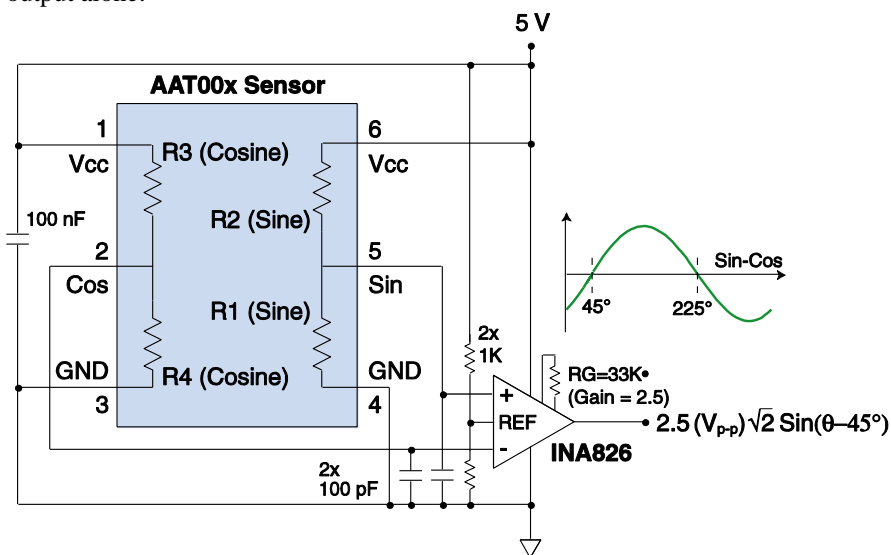 output alone.
5 V
AAT00x Sensor
1
6
R3 (Cosine)
Vcc
Vcc
R2 (Sine)
100 nF
2
5
Cos
Sin
Sin-Cos
45°
225°
R1 (Sine)
2x
1K
GND
R4 (Cosine)
GND
3
4
RG=33K•
(Gain = 2.5)
+
REF
-
2.5 (Vp-p) √2 Sin(θ–45°)
INA826
2x
100 pF